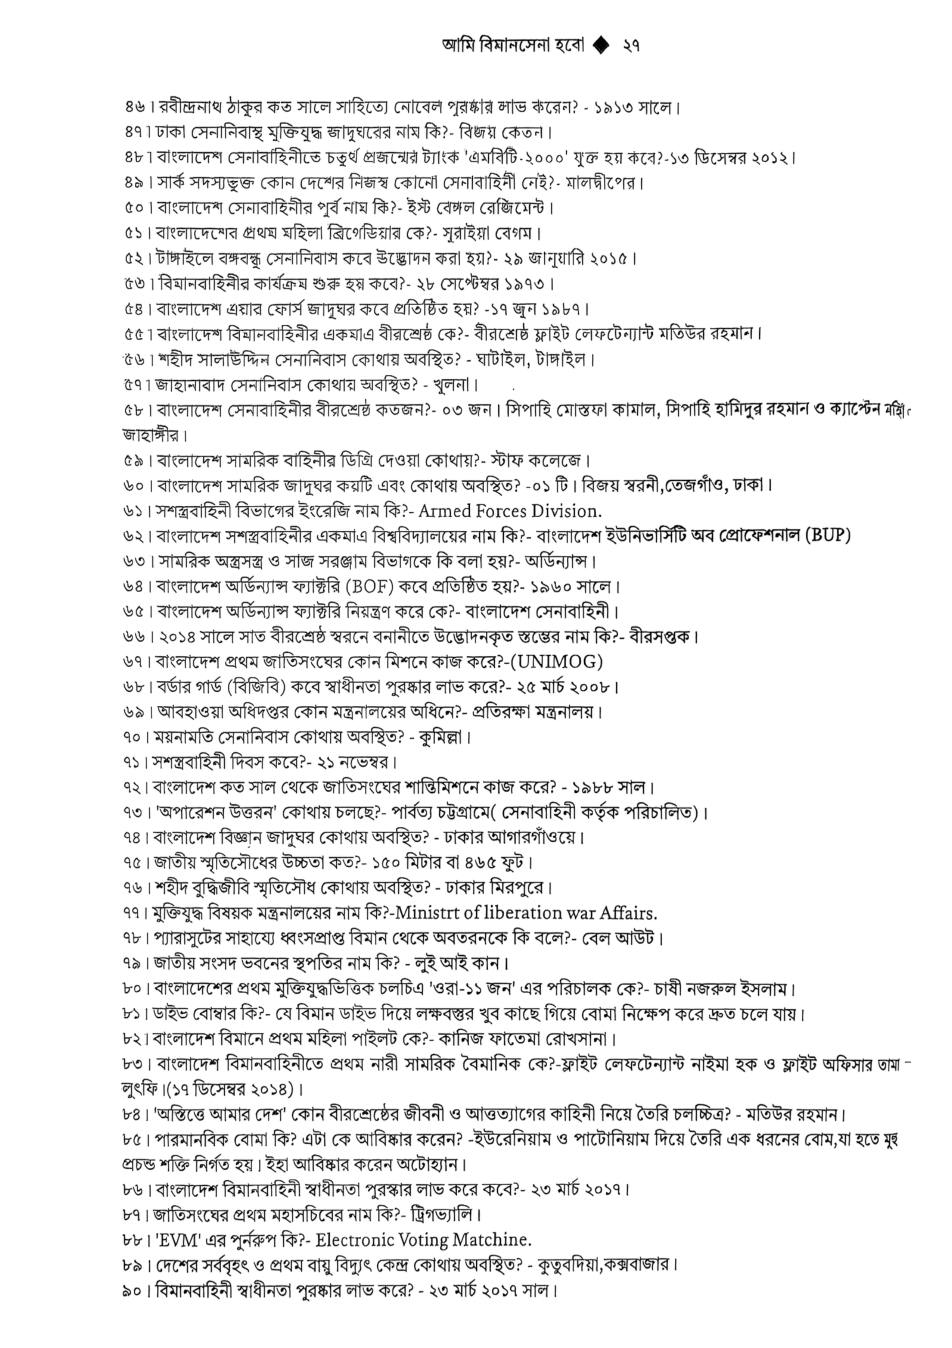 আমি বিমানসেনা হবো ◆ ২৭
৪৬। রবীন্দ্রনাথ ঠাকুর কত সালে সাহিত্যে নোবেল পুরষ্কার লাভ করেন? - ১৯১৩ সালে।
৪৭। ঢাকা সেনানিবাস্থ মুক্তিযুদ্ধ জাদুঘরের নাম কি?- বিজয় কেতন।
৪৮। বাংলাদেশ সেনাবাহিনীতে চতুর্থ প্রজন্মের ট্যাংক 'এমবিটি-২০০০' যুক্ত হয় কবে?-১৩ ডিসেম্বর ২০১২।
৪৯। সার্ক সদস্যভুক্ত কোন দেশের নিজস্ব কোনো সেনাবাহিনী নেই?- মালদ্বীপের।
৫০। বাংলাদেশ সেনাবাহিনীর পূর্ব নাম কি?- ইস্ট বেঙ্গল রেজিমেন্ট।
৫১। বাংলাদেশের প্রথম মহিলা ব্রিগেডিয়ার কে?- সুরাইয়া বেগম।
৫২। টাঙ্গাইলে বঙ্গবন্ধু সেনানিবাস কবে উদ্ভোদন করা হয়?- ২৯ জানুয়ারি ২০১৫।
৫৩। বিমানবাহিনীর কার্যক্রম শুরু হয় কবে?- ২৮ সেপ্টেম্বর ১৯৭৩।
৫৪। বাংলাদেশ এয়ার ফোর্স জাদুঘর কবে প্রতিষ্ঠিত হয়? -১৭ জুন ১৯৮৭।
৫৫। বাংলাদেশ বিমানবাহিনীর একমাএ বীরশ্রেষ্ঠ কে?- বীরশ্রেষ্ঠ ফ্লাইট লেফটেন্যান্ট মতিউর রহমান।
৫৬। শহীদ সালাউদ্দিন সেনানিবাস কোথায় অবস্থিত? - ঘাটাইল, টাঙ্গাইল।
৫৭। জাহানাবাদ সেনানিবাস কোথায় অবস্থিত? - খুলনা।
৫৮। বাংলাদেশ সেনাবাহিনীর বীরশ্রেষ্ঠ কতজন?- ০৩ জন। সিপাহি মোস্তফা কামাল, সিপাহি হামিদুর রহমান ও ক্যাপ্টেন
জাহাঙ্গীর।
৫৯। বাংলাদেশ সামরিক বাহিনীর ডিগ্রি দেওয়া কোথায়?- স্টাফ কলেজে।
৬০। বাংলাদেশ সামরিক জাদুঘর কয়টি এবং কোথায় অবস্থিত? -০১ টি। বিজয় স্বরনী,তেজগাঁও, ঢাকা।
৬১। সশস্ত্রবাহিনী বিভাগের ইংরেজি নাম কি?- Armed Forces Division.
৬২। বাংলাদেশ সশস্ত্রবাহিনীর একমাএ বিশ্ববিদ্যালয়ের নাম কি?- বাংলাদেশ ইউনিভার্সিটি অব প্রোফেশনাল (BUP)
৬৩। সামরিক অস্ত্রসস্ত্র ও সাজ সরঞ্জাম বিভাগকে কি বলা হয়?- অর্ডিন্যান্স।
৬৪। বাংলাদেশ অর্ডিন্যান্স ফ্যাক্টরি (BOF) কবে প্রতিষ্ঠিত হয়?- ১৯৬০ সালে।
৬৫। বাংলাদেশ অর্ডিন্যান্স ফ্যাক্টরি নিয়ন্ত্রণ করে কে?- বাংলাদেশ সেনাবাহিনী।
৬৬। ২০১৪ সালে সাত বীরশ্রেষ্ঠ স্বরনে বনানীতে উদ্ভোদনকৃত স্তম্ভের নাম কি?- বীরসপ্তক।
৬৭। বাংলাদেশ প্রথম জাতিসংঘের কোন মিশনে কাজ করে?-(UNIMOG)
৬৮। বর্ডার গার্ড (বিজিবি) কবে স্বাধীনতা পুরষ্কার লাভ করে?- ২৫ মার্চ ২০০৮।
৬৯। আবহাওয়া অধিদপ্তর কোন মন্ত্রনালয়ের অধিনে?- প্রতিরক্ষা মন্ত্রনালয়।
৭০। ময়নামতি সেনানিবাস কোথায় অবস্থিত? - কুমিল্লা।
৭১। সশস্ত্রবাহিনী দিবস কবে?- ২১ নভেম্বর।
৭২। বাংলাদেশ কত সাল থেকে জাতিসংঘের শান্তিমিশনে কাজ করে? - ১৯৮৮ সাল।
৭৩। 'অপারেশন উত্তরন' কোথায় চলছে?- পার্বত্য চট্টগ্রামে( সেনাবাহিনী কর্তৃক পরিচালিত)।
৭৪। বাংলাদেশ বিজ্ঞান জাদুঘর কোথায় অবস্থিত? - ঢাকার আগারগাঁওয়ে।
৭৫। জাতীয় স্মৃতিসৌধের উচ্চতা কত?- ১৫০ মিটার বা ৪৬৫ ফুট।
৭৬। শহীদ বুদ্ধিজীবি স্মৃতিসৌধ কোথায় অবস্থিত? - ঢাকার মিরপুরে।
৭৭। মুক্তিযুদ্ধ বিষয়ক মন্ত্রনালয়ের নাম কি?-Ministrt of liberation war Affairs.
৭৮। প্যারাসুটের সাহায্যে ধ্বংসপ্রাপ্ত বিমান থেকে অবতরনকে কি বলে?- বেল আউট।
৭৯। জাতীয় সংসদ ভবনের স্থপতির নাম কি? - লুই আই কান।
৮০। বাংলাদেশের প্রথম মুক্তিযুদ্ধভিত্তিক চলচিএ 'ওরা-১১ জন' এর পরিচালক কে?- চাষী নজরুল ইসলাম।
৮১। ডাইভ বোম্বার কি?- যে বিমান ডাইভ দিয়ে লক্ষবস্তুর খুব কাছে গিয়ে বোমা নিক্ষেপ করে দ্রুত চলে যায়।
৮২। বাংলাদেশ বিমানে প্রথম মহিলা পাইলট কে?- কানিজ ফাতেমা রোখসানা।
৮৩। বাংলাদেশ বিমানবাহিনীতে প্রথম নারী সামরিক বৈমানিক কে?-ফ্লাইট লেফটেন্যান্ট নাইমা হক ও ফ্লাইট অফিসার তামা
লুৎফি।(১৭ ডিসেম্বর ২০১৪)।
৮৪। 'অস্তিত্তে আমার দেশ' কোন বীরশ্রেষ্ঠের জীবনী ও আত্তত্যাগের কাহিনী নিয়ে তৈরি চলচ্চিত্র? - মতিউর রহমান।
৮৫। পারমানবিক বোমা কি? এটা কে আবিষ্কার করেন? -ইউরেনিয়াম ও পাটোনিয়াম দিয়ে তৈরি এক ধরনের বোম,যা হতে মুহু
প্রচন্ড শক্তি নির্গত হয়। ইহা আবিষ্কার করেন অটোহ্যান।
৮৬। বাংলাদেশ বিমানবাহিনী স্বাধীনতা পুরস্কার লাভ করে কবে?- ২৩ মার্চ ২০১৭।
৮৭। জাতিসংঘের প্রথম মহাসচিবের নাম কি?- ট্রিগভ্যালি।
৮৮। 'EVM' এর পুর্নরুপ কি?- Electronic Voting Matchine.
৮৯। দেশের সর্ববৃহৎ ও প্রথম বায়ু বিদ্যুৎ কেন্দ্র কোথায় অবস্থিত? - কুতুবদিয়া,কক্সবাজার।
৯০। বিমানবাহিনী স্বাধীনতা পুরষ্কার লাভ করে? - ২৩ মার্চ ২০১৭ সাল।